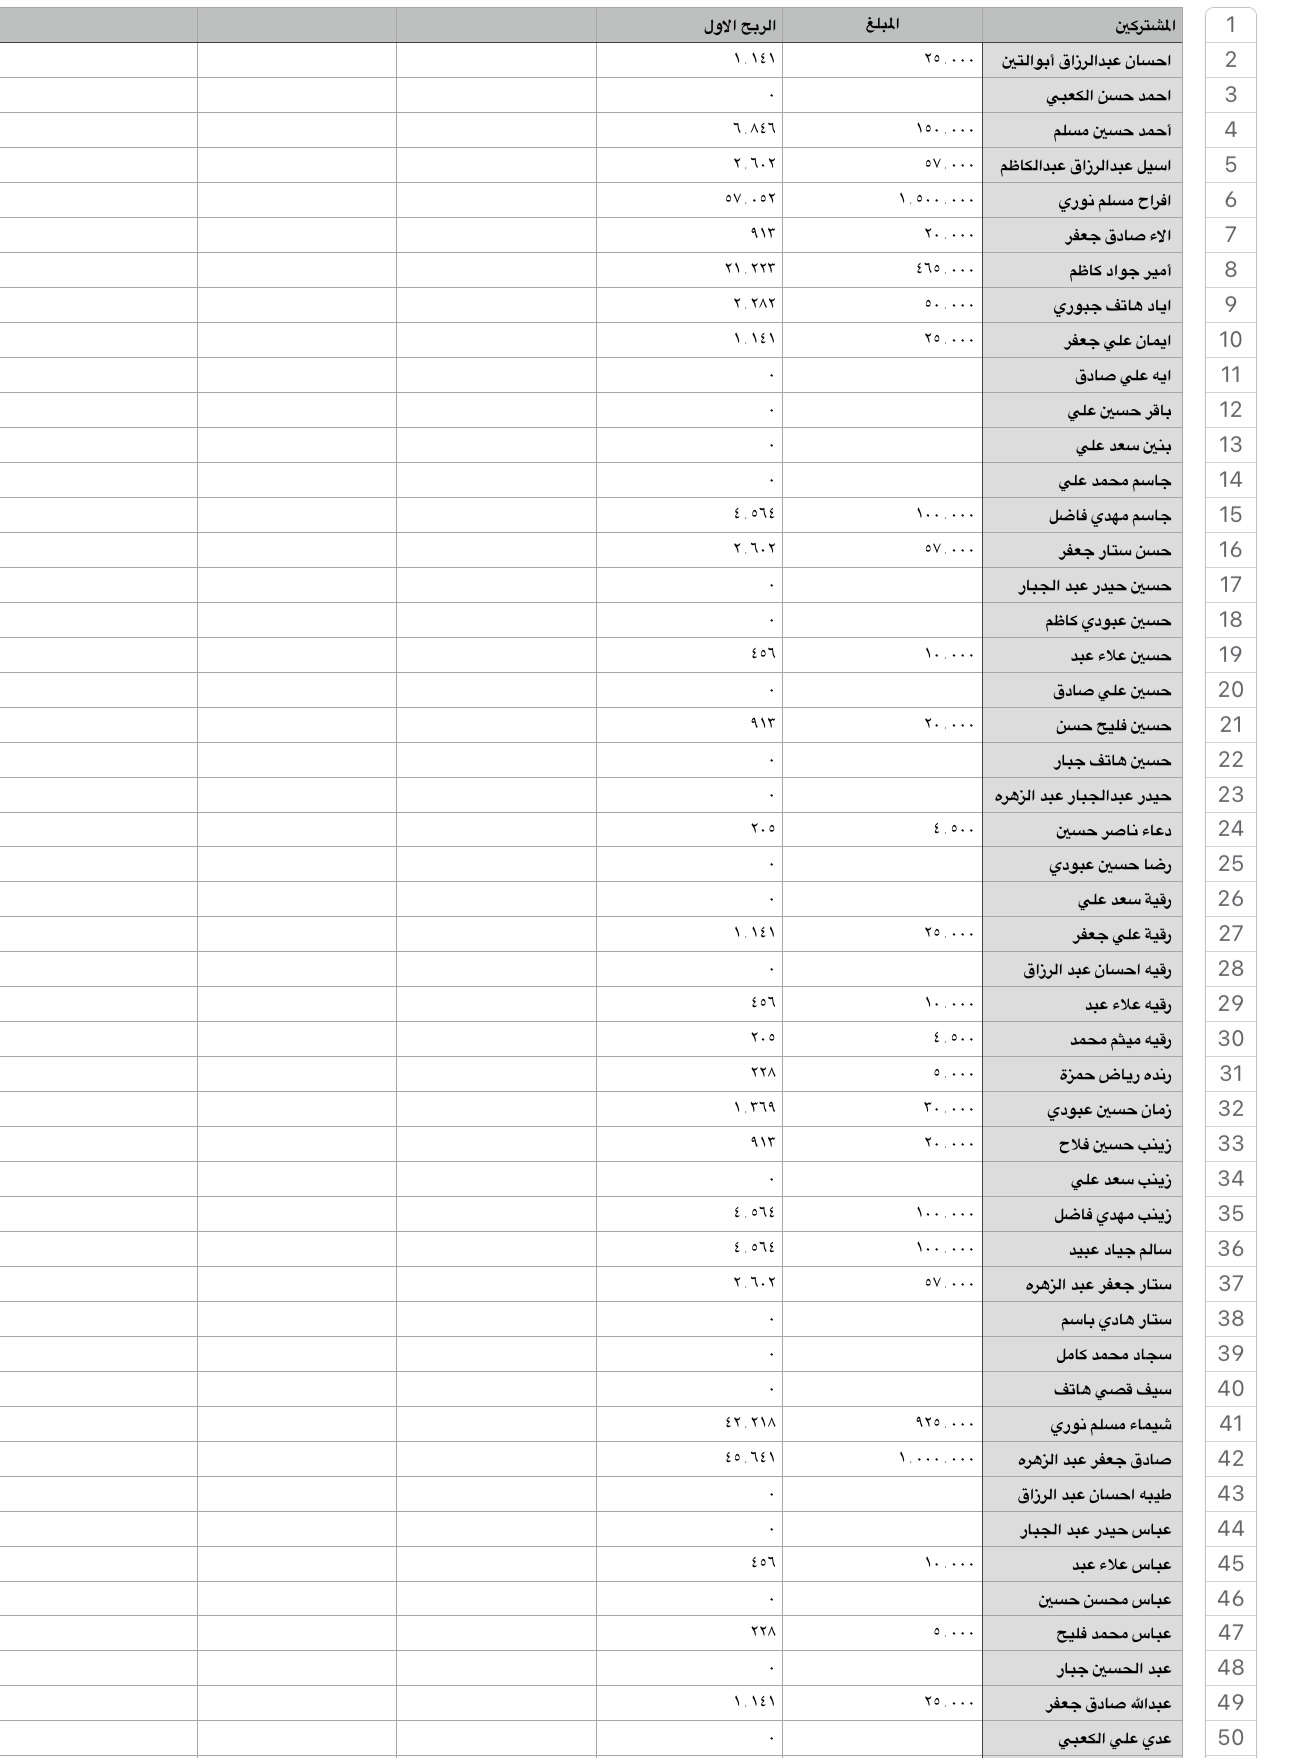 1 المشتركين المبلغ الربح الاول
2 احسان عبدالرزاق أبوالتين ٢٥٬٠٠٠ ١٬١٤١
3 احمد حسن الكعبي ٠
4 أحمد حسين مسلم ١٥٠٬٠٠٠ ٦٬٨٤٦
5 اسيل عبدالرزاق عبدالكاظم ٥٧٬٠٠٠ ٢٬٦٠٢
6 افراح مسلم نوري ١٬٥٠٠٬٠٠٠ ٥٧٬٠٥٢
7 الاء صادق جعفر ٢٠٬٠٠٠ ٩١٣
8 أمير جواد كاظم ٤٦٥٬٠٠٠ ٢١٬٢٢٣
9 اياد هاتف جبوري ٥٠٬٠٠٠ ٢٬٢٨٢
10 ايمان علي جعفر ٢٥٬٠٠٠ ١٬١٤١
11 ايه علي صادق ٠
12 باقر حسين علي ٠
13 بنين سعد علي ٠
14 جاسم محمد علي ٠
15 جاسم مهدي فاضل ١٠٠٬٠٠٠ ٤٬٥٦٤
16 حسن ستار جعفر ٥٧٬٠٠٠ ٢٬٦٠٢
17 حسين حيدر عبد الجبار ٠
18 حسين عبودي كاظم ٠
19 حسين علاء عبد ١٠٬٠٠٠ ٤٥٦
20 حسين علي صادق ٠
21 حسين فليح حسن ٢٠٬٠٠٠ ٩١٣
22 حسين هاتف جبار ٠
23 حيدر عبدالجبار عبد الزهره ٠
24 دعاء ناصر حسين ٤٬٥٠٠ ٢٠٥
25 رضا حسين عبودي ٠
26 رقية سعد علي ٠
27 رقية علي جعفر ٢٥٬٠٠٠ ١٬١٤١
28 رقيه احسان عبد الرزاق ٠
29 رقيه علاء عبد ١٠٬٠٠٠ ٤٥٦
30 رقيه ميثم محمد ٤٬٥٠٠ ٢٠٥
31 رنده رياض حمزة ٥٬٠٠٠ ٢٢٨
32 زمان حسين عبودي ٣٠٬٠٠٠ ١٬٣٦٩
33 زينب حسين فلاح ٢٠٬٠٠٠ ٩١٣
34 زينب سعد علي ٠
35 زينب مهدي فاضل ١٠٠٬٠٠٠ ٤٬٥٦٤
36 سالم جياد عبيد ١٠٠٬٠٠٠ ٤٬٥٦٤
37 ستار جعفر عبد الزهره ٥٧٬٠٠٠ ٢٬٦٠٢
38 ستار هادي باسم ٠
39 سجاد محمد كامل ٠
40 سيف قصي هاتف ٠
41 شيماء مسلم نوري ٩٢٥٬٠٠٠ ٤٢٬٢١٨
42 صادق جعفر عبد الزهره ١٬٠٠٠٬٠٠٠ ٤٥٬٦٤١
43 طيبه احسان عبد الرزاق ٠
44 عباس حيدر عبد الجبار ٠
45 عباس علاء عبد ١٠٬٠٠٠ ٤٥٦
46 عباس محسن حسين ٠
47 عباس محمد فليح ٥٬٠٠٠ ٢٢٨
48 عبد الحسين جبار ٠
49 عبدالله صادق جعفر ٢٥٬٠٠٠ ١٬١٤١
50 عدي علي الكعبي ٠